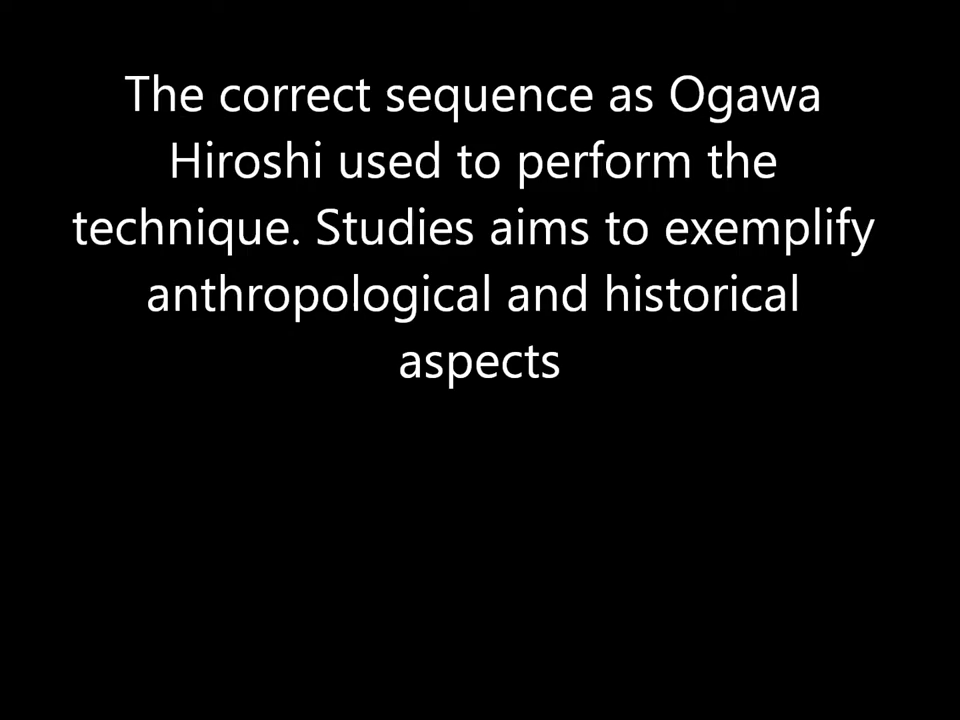 The correct sequence as Ogawa
Hiroshi used to perform the
technique. Studies aims to exemplify
anthropological and historical
aspects